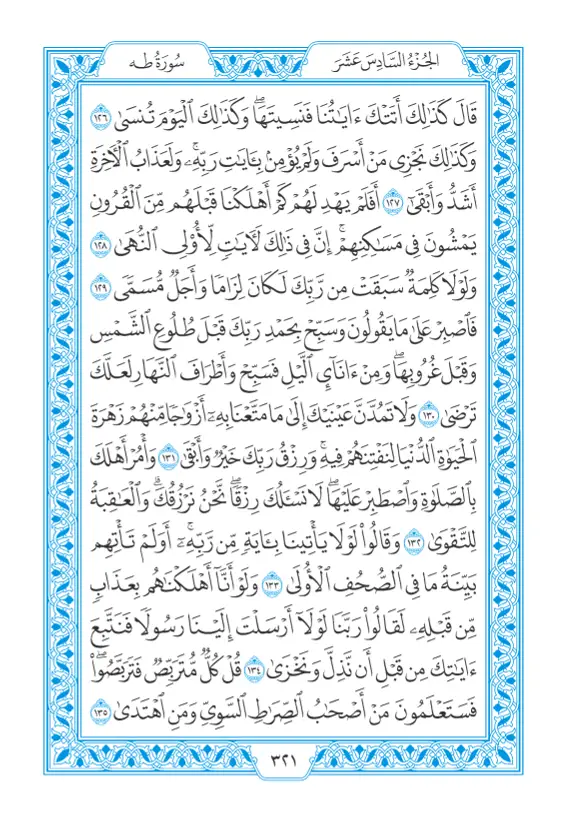 الجُزْءُ السَّادِسَ عَشَرَ
سُورَةُ طه
قَالَ كَذَٰلِكَ أَتَتْكَ ءَايَٰتُنَا فَنَسِيتَهَاۖ وَكَذَٰلِكَ ٱلْيَوْمَ تُنسَىٰ ١٢٦
وَكَذَٰلِكَ نَجْزِى مَنْ أَسْرَفَ وَلَمْ يُؤْمِنۢ بِـَٔايَٰتِ رَبِّهِۦۚ وَلَعَذَابُ ٱلْءَاخِرَةِ
أَشَدُّ وَأَبْقَىٰٓ ١٢٧ أَفَلَمْ يَهْدِ لَهُمْ كَمْ أَهْلَكْنَا قَبْلَهُم مِّنَ ٱلْقُرُونِ
يَمْشُونَ فِى مَسَٰكِنِهِمْۗ إِنَّ فِى ذَٰلِكَ لَءَايَٰتٍ لِّأُو۟لِى ٱلنُّهَىٰ ١٢٨
وَلَوْلَا كَلِمَةٌ سَبَقَتْ مِن رَّبِّكَ لَكَانَ لِزَامًا وَأَجَلٌ مُّسَمًّى ١٢٩
فَٱصْبِرْ عَلَىٰ مَا يَقُولُونَ وَسَبِّحْ بِحَمْدِ رَبِّكَ قَبْلَ طُلُوعِ ٱلشَّمْسِ
وَقَبْلَ غُرُوبِهَاۖ وَمِنْ ءَانَآئِ ٱلَّيْلِ فَسَبِّحْ وَأَطْرَافَ ٱلنَّهَارِ لَعَلَّكَ
تَرْضَىٰ ١٣٠ وَلَا تَمُدَّنَّ عَيْنَيْكَ إِلَىٰ مَا مَتَّعْنَا بِهِۦٓ أَزْوَٰجًا مِّنْهُمْ زَهْرَةَ
ٱلْحَيَوٰةِ ٱلدُّنْيَا لِنَفْتِنَهُمْ فِيهِۚ وَرِزْقُ رَبِّكَ خَيْرٌ وَأَبْقَىٰ ١٣١ وَأْمُرْ أَهْلَكَ
بِٱلصَّلَوٰةِ وَٱصْطَبِرْ عَلَيْهَاۖ لَا نَسْـَٔلُكَ رِزْقًاۖ نَّحْنُ نَرْزُقُكَۗ وَٱلْعَٰقِبَةُ
لِلتَّقْوَىٰ ١٣٢ وَقَالُوا۟ لَوْلَا يَأْتِينَا بِـَٔايَةٍ مِّن رَّبِّهِۦٓۚ أَوَلَمْ تَأْتِهِم
بَيِّنَةُ مَا فِى ٱلصُّحُفِ ٱلْأُولَىٰ ١٣٣ وَلَوْ أَنَّآ أَهْلَكْنَٰهُم بِعَذَابٍ
مِّن قَبْلِهِۦ لَقَالُوا۟ رَبَّنَا لَوْلَآ أَرْسَلْتَ إِلَيْنَا رَسُولًا فَنَتَّبِعَ
ءَايَٰتِكَ مِن قَبْلِ أَن نَّذِلَّ وَنَخْزَىٰ ١٣٤ قُلْ كُلٌّ مُّتَرَبِّصٌ فَتَرَبَّصُوا۟ۖ
فَسَتَعْلَمُونَ مَنْ أَصْحَٰبُ ٱلصِّرَٰطِ ٱلسَّوِىِّ وَمَنِ ٱهْتَدَىٰ ١٣٥
٣٢١